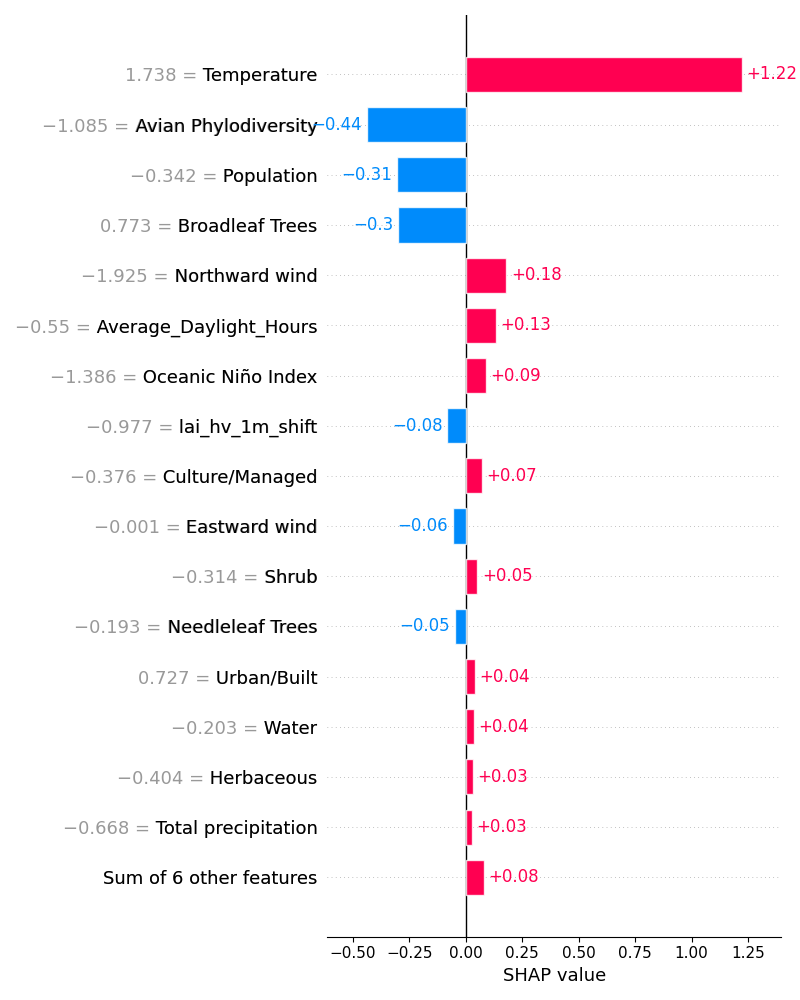 1.738 = Temperature +1.22
−1.085 = Avian Phylodiversity −0.44
−0.342 = Population −0.31
0.773 = Broadleaf Trees −0.3
−1.925 = Northward wind +0.18
−0.55 = Average_Daylight_Hours +0.13
−1.386 = Oceanic Niño Index +0.09
−0.977 = lai_hv_1m_shift −0.08
−0.376 = Culture/Managed +0.07
−0.001 = Eastward wind −0.06
−0.314 = Shrub +0.05
−0.193 = Needleleaf Trees −0.05
0.727 = Urban/Built +0.04
−0.203 = Water +0.04
−0.404 = Herbaceous +0.03
−0.668 = Total precipitation +0.03
Sum of 6 other features +0.08
−0.50 −0.25 0.00 0.25 0.50 0.75 1.00 1.25
SHAP value